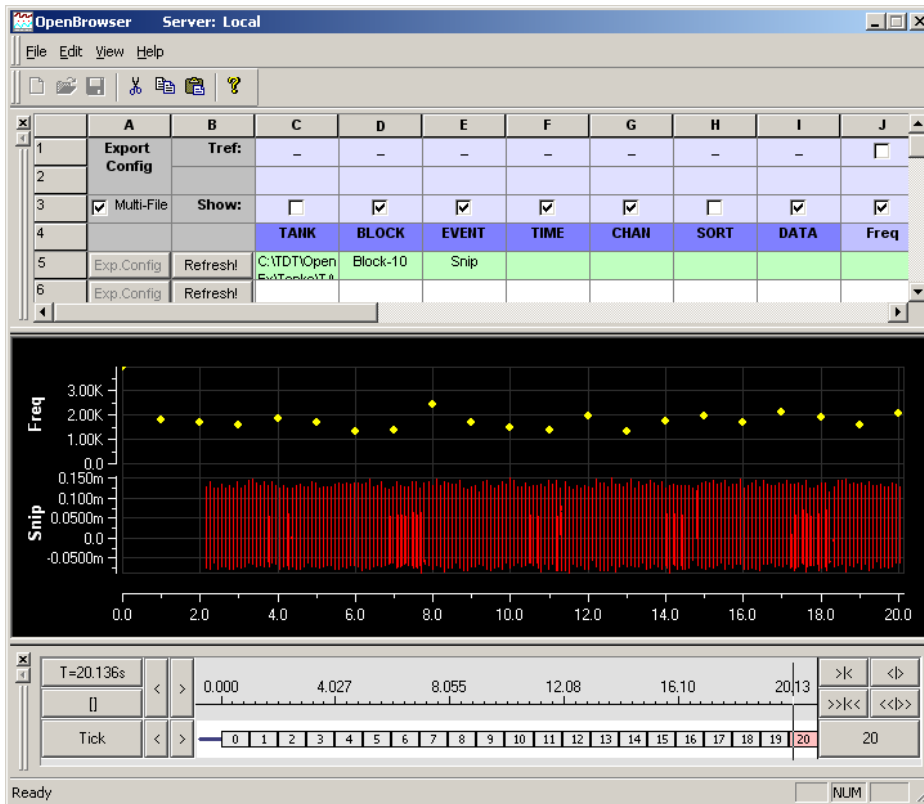 OpenBrowser Server: Local
File Edit View Help
A B C D E F G H I J
1 Export Config Tref: – – – – – – –
2
3 Multi-File Show:
4 TANK BLOCK EVENT TIME CHAN SORT DATA Freq
5 Exp.Config Refresh! C:\TDT\Open Block-10 Snip
6 Exp.Config Refresh!
Freq
3.00K
2.00K
1.00K
0.0
Snip
0.150m
0.100m
0.0500m
0.0
-0.0500m
0.0 2.0 4.0 6.0 8.0 10.0 12.0 14.0 16.0 18.0 20.0
T=20.136s < > 0.000 4.027 8.055 12.08 16.10 20.13 >|< <|>
[] >>|<< <<|>>
Tick < > 0 1 2 3 4 5 6 7 8 9 10 11 12 13 14 15 16 17 18 19 20 20
Ready NUM